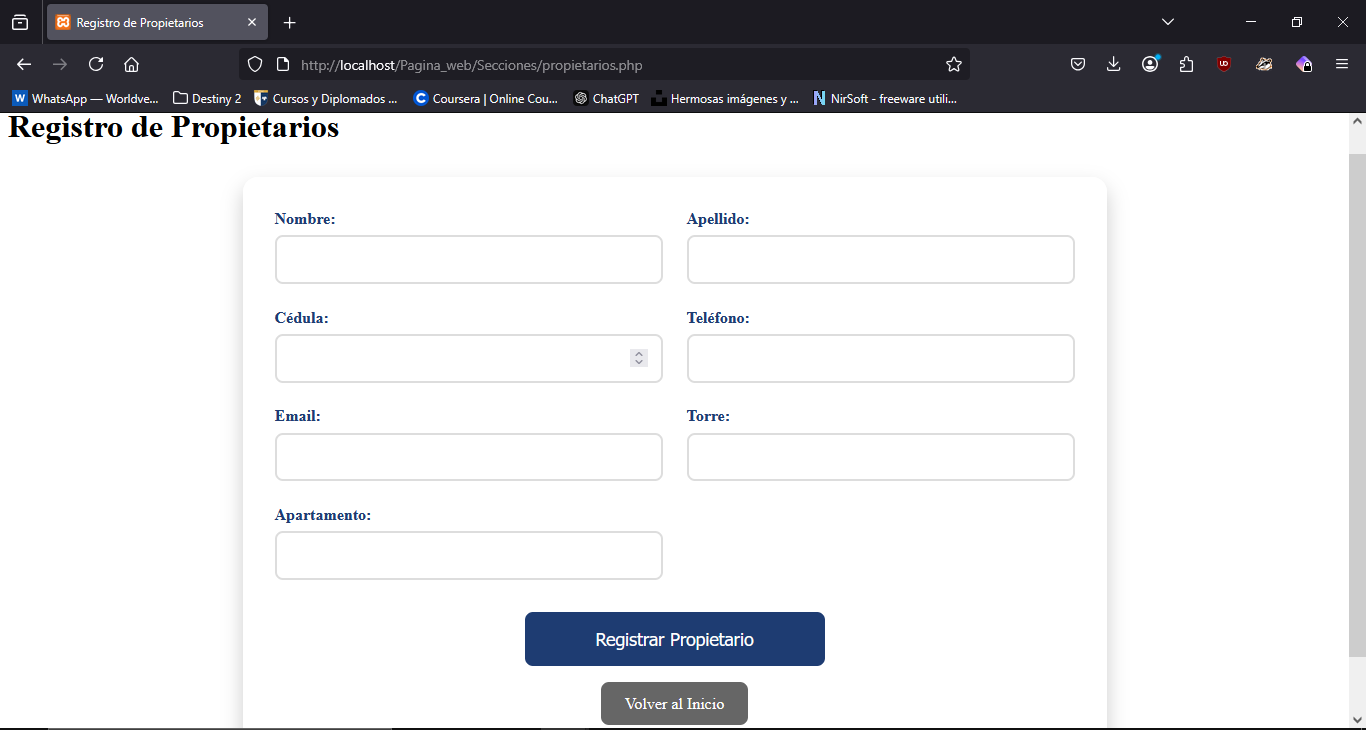 Registro de Propietarios
http://localhost/Pagina_web/Secciones/propietarios.php
WhatsApp — Worldve...
Destiny 2
Cursos y Diplomados ...
Coursera | Online Cou...
ChatGPT
Hermosas imágenes y ...
NirSoft - freeware utili...
Registro de Propietarios
Nombre:
Apellido:
Cédula:
Teléfono:
Email:
Torre:
Apartamento:
Registrar Propietario
Volver al Inicio